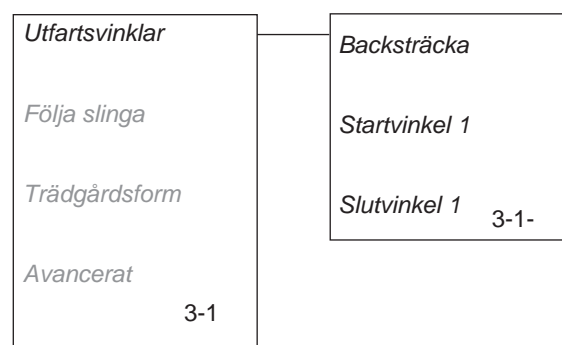 Utfartsvinklar
Följa slinga
Trädgårdsform
Avancerat
3-1
Backsträcka
Startvinkel 1
Slutvinkel 1
3-1-